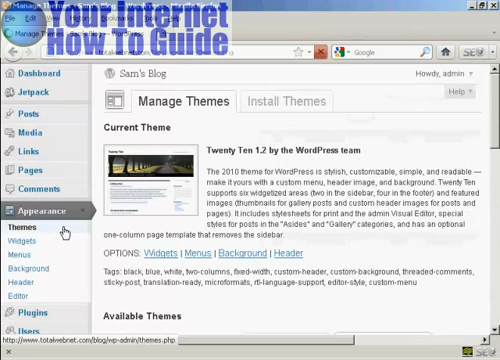 Manage Themes
File Edit View History Bookmarks Tools Help
Internet
How To Guide
Google
Sam's Blog
Howdy, admin
Help
Manage Themes
Install Themes
Dashboard
Jetpack
Posts
Media
Links
Pages
Comments
Appearance
Themes
Widgets
Menus
Background
Header
Editor
Plugins
Users
Current Theme
Twenty Ten 1.2 by the WordPress team
The 2010 theme for WordPress is stylish, customizable, simple, and readable —
make it yours with a custom menu, header image, and background. Twenty Ten
supports six widgetized areas (two in the sidebar, four in the footer) and featured
images (thumbnails for gallery posts and custom header images for posts and
pages). It includes stylesheets for print and the admin Visual Editor, special
styles for posts in the "Asides" and "Gallery" categories, and has an optional
one-column page template that removes the sidebar.
OPTIONS: Widgets | Menus | Background | Header
Tags: black, blue, white, two-columns, fixed-width, custom-header, custom-background, threaded-comments,
sticky-post, translation-ready, microformats, rtl-language-support, editor-style, custom-menu
Available Themes
http://www.totalwebnet.com/blog/wp-admin/themes.php